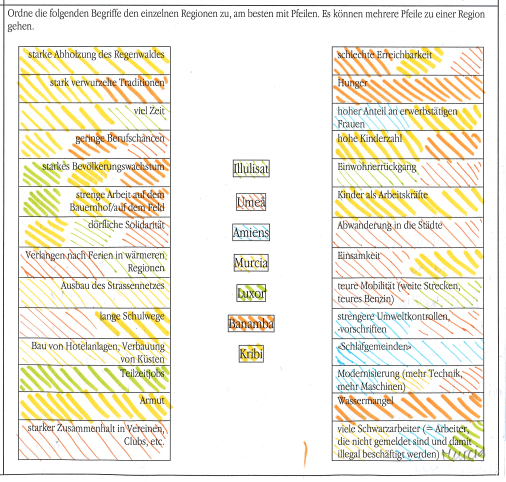 Ordne die folgenden Begriffe den einzelnen Regionen zu, am besten mit Pfeilen. Es können mehrere Pfeile zu einer Region
gehen.
starke Abholzung des Regenwaldes
stark verwurzelte Traditionen
viel Zeit
geringe Berufschancen
starkes Bevölkerungswachstum
strenge Arbeit auf dem
Bauernhof/auf dem Feld
dörfliche Solidarität
Verlangen nach Ferien in wärmeren
Regionen
Ausbau des Strassennetzes
lange Schulwege
Bau von Hotelanlagen, Verbauung
von Küsten
Teilzeitjobs
Armut
starker Zusammenhalt in Vereinen,
Clubs, etc.
Illulisat
Umeå
Amiens
Murcia
Luxor
Banamba
Kribi
schlechte Erreichbarkeit
Hunger
hoher Anteil an erwerbstätigen
Frauen
hohe Kinderzahl
Einwohnerrückgang
Kinder als Arbeitskräfte
Abwanderung in die Städte
Einsamkeit
teure Mobilität (weite Strecken,
teures Benzin)
strengere Umweltkontrollen,
-vorschriften
«Schlafgemeinden»
Modernisierung (mehr Technik,
mehr Maschinen)
Wassermangel
viele Schwarzarbeiter (= Arbeiter,
die nicht gemeldet sind und damit
illegal beschäftigt werden)